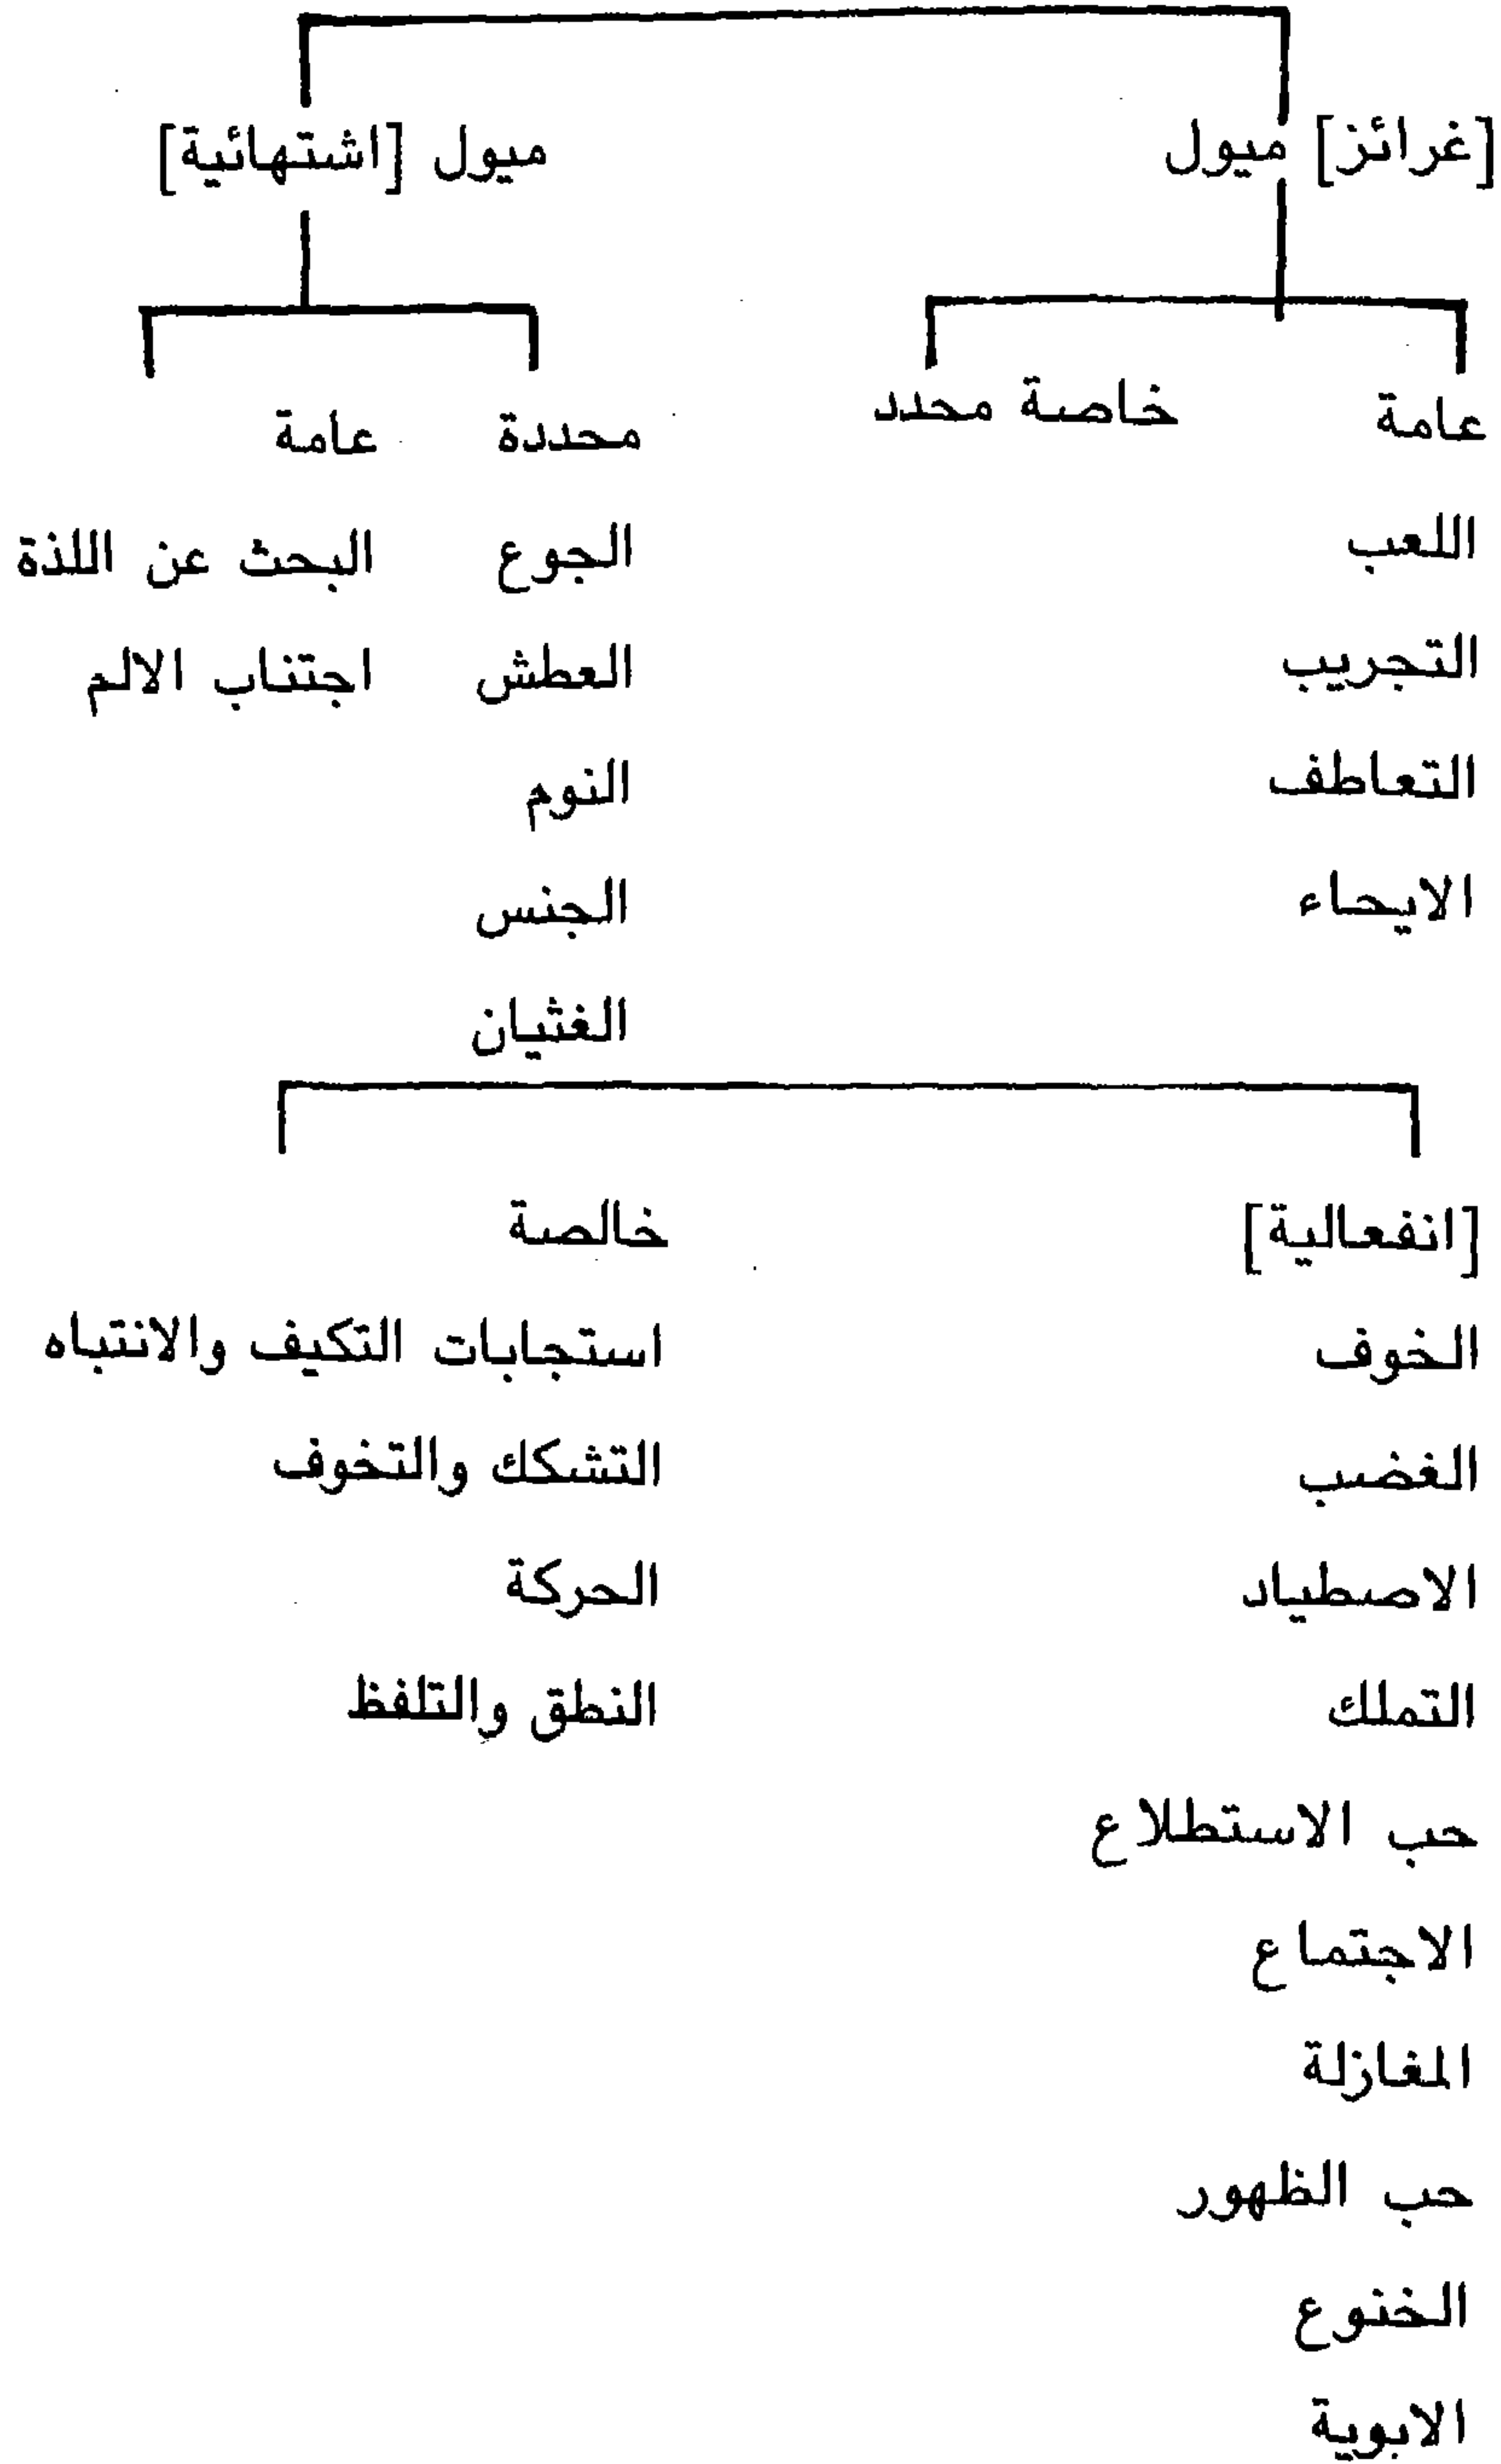 [غرائز] ميول
ميول [اشتهائية]
عامة
خاصة محدد
محددة
عامة
اللعب
الجوع
البحث عن اللذة
التجريب
العطش
اجتناب الالم
التعاطف
النوم
الايحاء
الجنس
الغثيان
[انفعالية]
خالصة
الخوف
استجابات التكيف والانتباه
الغضب
التشكك والتخوف
الاصطياد
الحركة
التملك
النطق والتلفظ
حب الاستطلاع
الاجتماع
المغازلة
حب الظهور
الخنوع
الابوية